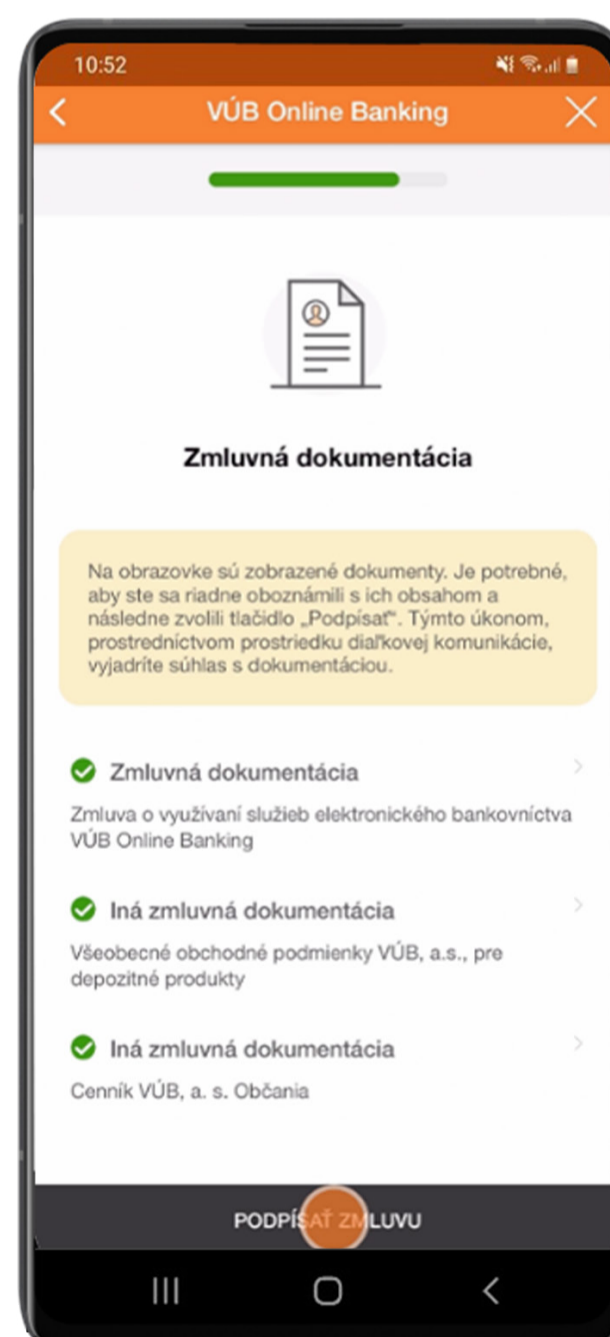 10:52
VÚB Online Banking
Zmluvná dokumentácia
Na obrazovke sú zobrazené dokumenty. Je potrebné,
aby ste sa riadne oboznámili s ich obsahom a
následne zvolili tlačidlo „Podpísať“. Týmto úkonom,
prostredníctvom prostriedku diaľkovej komunikácie,
vyjadríte súhlas s dokumentáciou.
Zmluvná dokumentácia
Zmluva o využívaní služieb elektronického bankovníctva
VÚB Online Banking
Iná zmluvná dokumentácia
Všeobecné obchodné podmienky VÚB, a.s., pre
depozitné produkty
Iná zmluvná dokumentácia
Cenník VÚB, a. s. Občania
PODPÍSAŤ ZMLUVU